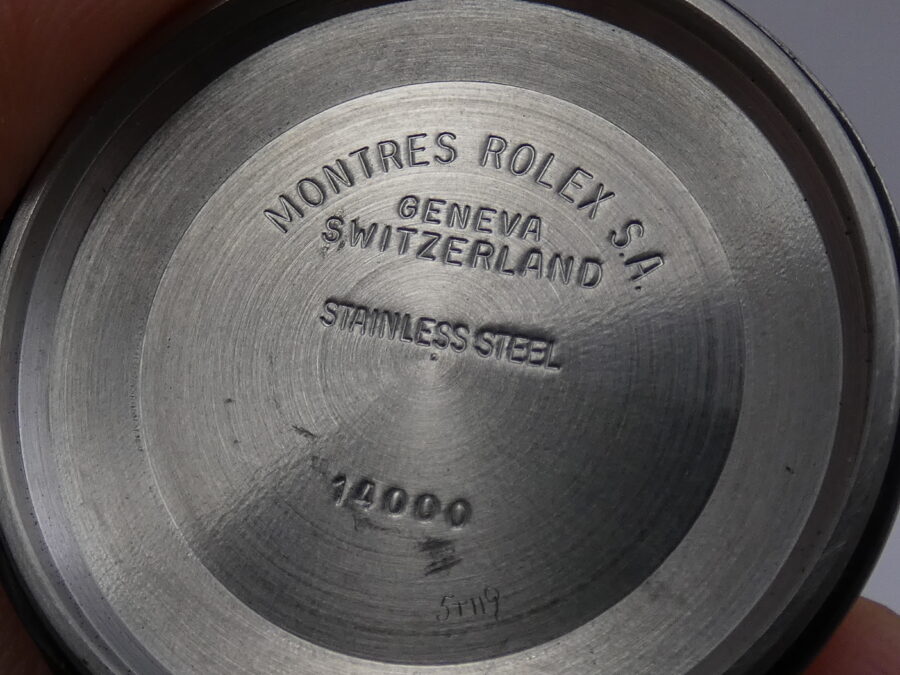 MONTRES ROLEX S.A.
GENEVA
SWITZERLAND
STAINLESS STEEL
14000